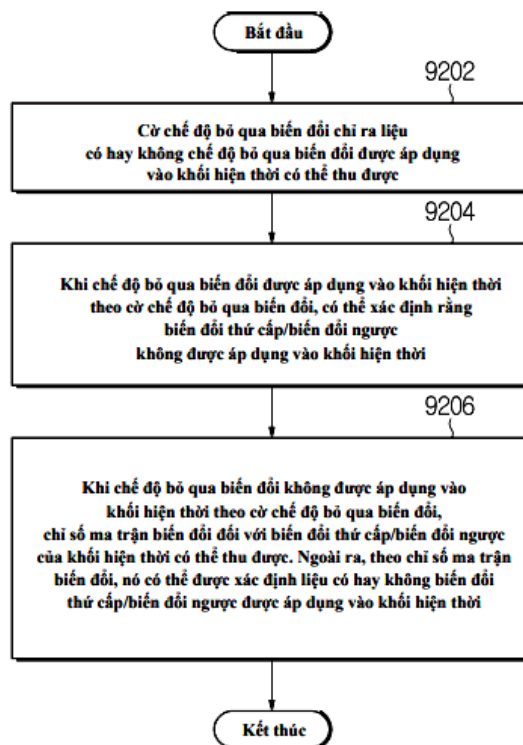 Bắt đầu
9202
Cờ chế độ bỏ qua biến đổi chỉ ra liệu
có hay không chế độ bỏ qua biến đổi được áp dụng
vào khối hiện thời có thể thu được
9204
Khi chế độ bỏ qua biến đổi được áp dụng vào khối hiện thời
theo cờ chế độ bỏ qua biến đổi, có thể xác định rằng
biến đổi thứ cấp/biến đổi ngược
không được áp dụng vào khối hiện thời
9206
Khi chế độ bỏ qua biến đổi không được áp dụng vào
khối hiện thời theo cờ chế độ bỏ qua biến đổi,
chỉ số ma trận biến đổi đối với biến đổi thứ cấp/biến đổi ngược
của khối hiện thời có thể thu được. Ngoài ra, theo chỉ số ma trận
biến đổi, nó có thể được xác định liệu có hay không biến đổi
thứ cấp/biến đổi ngược được áp dụng vào khối hiện thời
Kết thúc